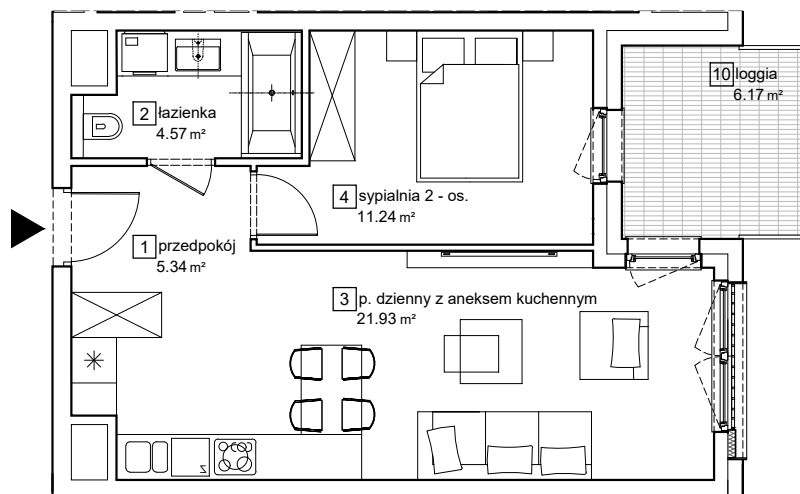 10 loggia
6.17 m²
2 łazienka
4.57 m²
4 sypialnia 2 - os.
11.24 m²
1 przedpokój
5.34 m²
3 p. dzienny z aneksem kuchennym
21.93 m²
Z